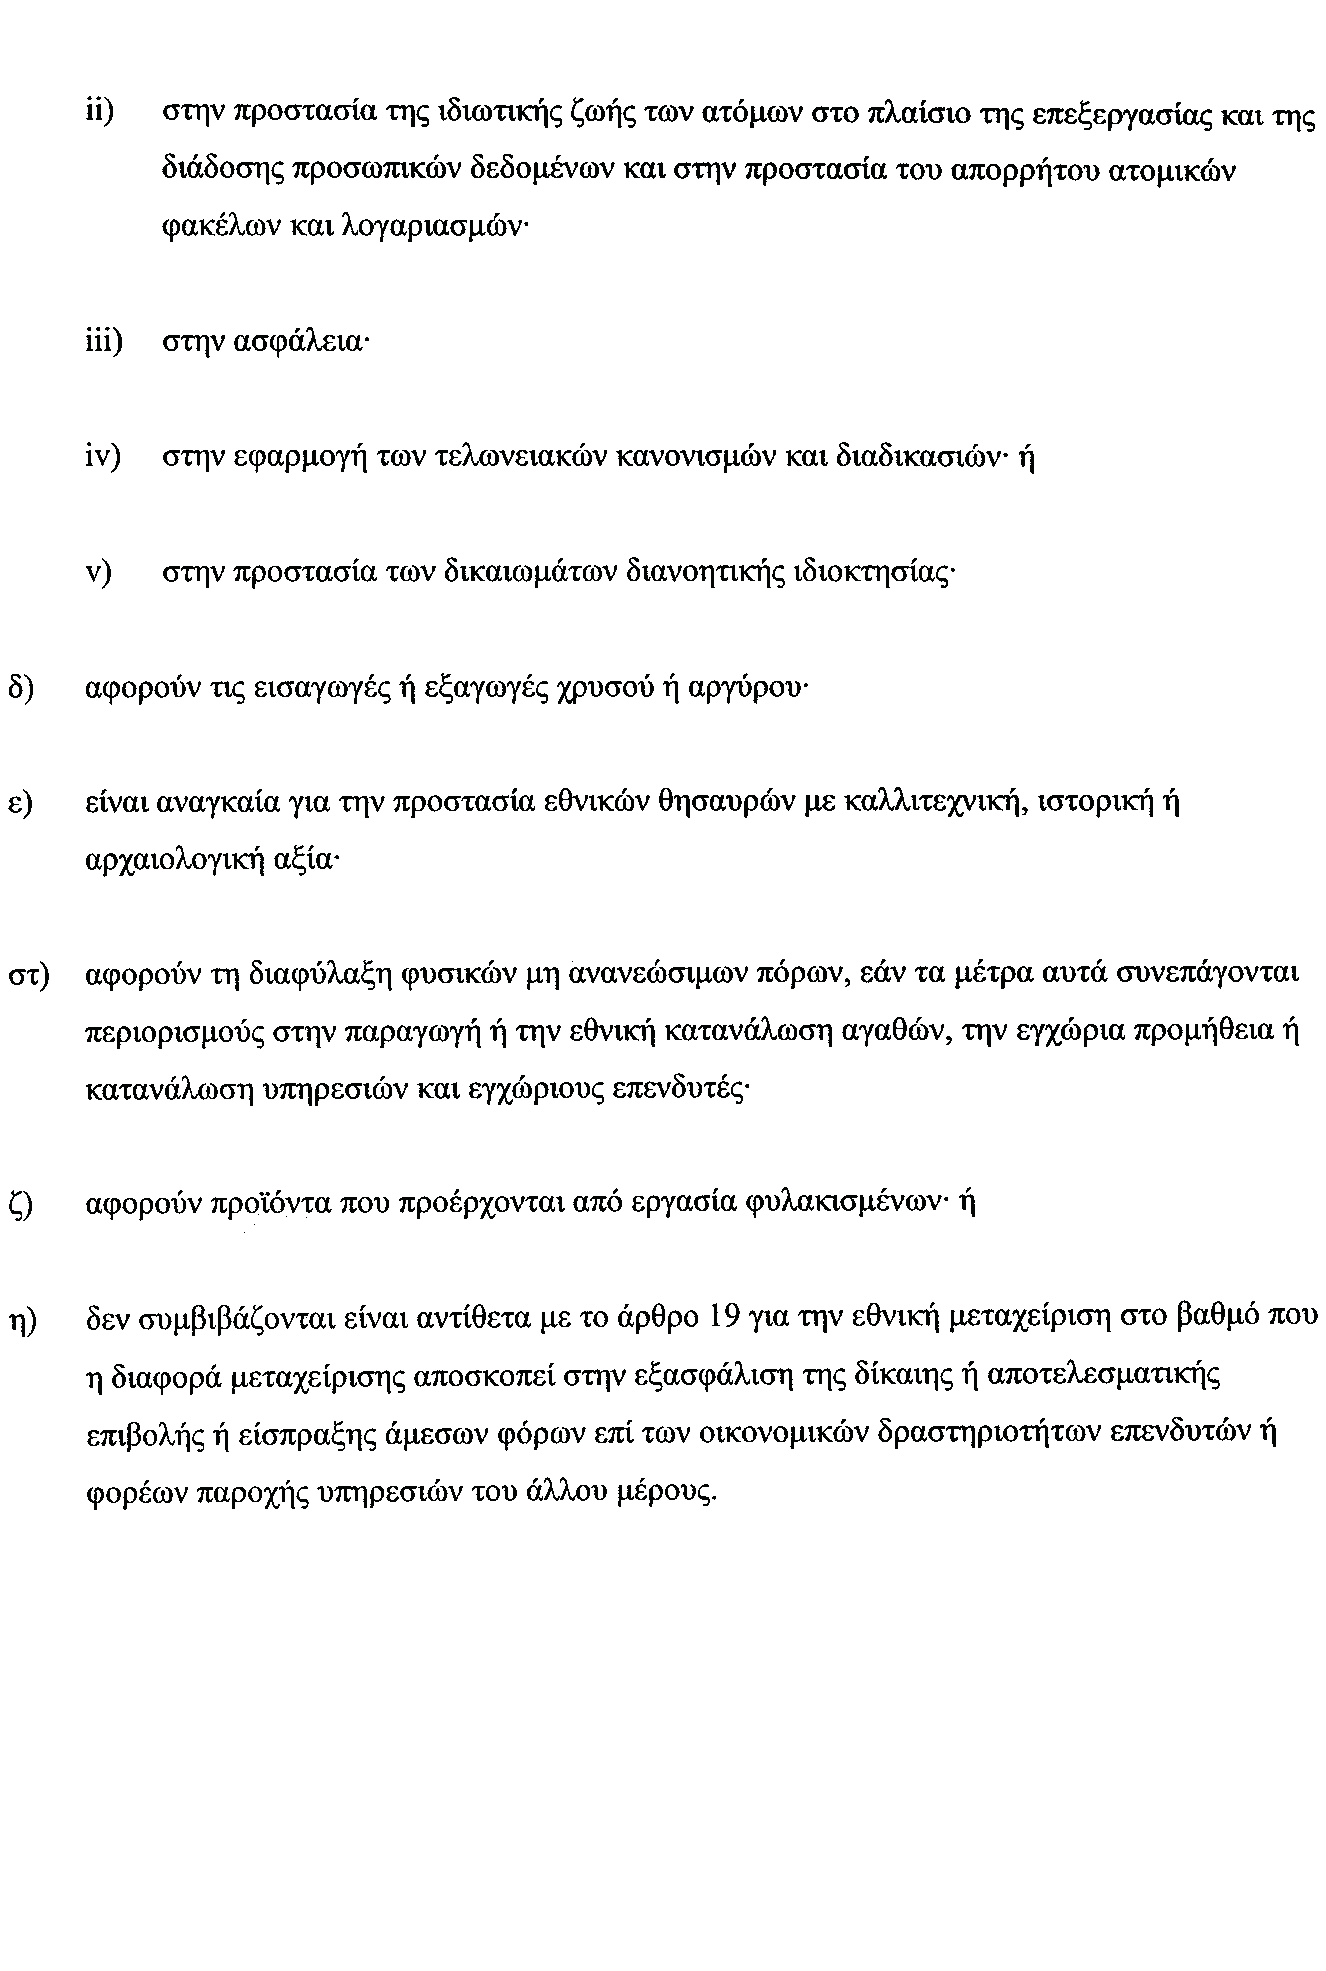 ii) στην προστασία της ιδιωτικής ζωής των ατόμων στο πλαίσιο της επεξεργασίας και της
διάδοσης προσωπικών δεδομένων και στην προστασία του απορρήτου ατομικών
φακέλων και λογαριασμών·
iii) στην ασφάλεια·
iv) στην εφαρμογή των τελωνειακών κανονισμών και διαδικασιών· ή
v) στην προστασία των δικαιωμάτων διανοητικής ιδιοκτησίας·
δ) αφορούν τις εισαγωγές ή εξαγωγές χρυσού ή αργύρου·
ε) είναι αναγκαία για την προστασία εθνικών θησαυρών με καλλιτεχνική, ιστορική ή
αρχαιολογική αξία·
στ) αφορούν τη διαφύλαξη φυσικών μη ανανεώσιμων πόρων, εάν τα μέτρα αυτά συνεπάγονται
περιορισμούς στην παραγωγή ή την εθνική κατανάλωση αγαθών, την εγχώρια προμήθεια ή
κατανάλωση υπηρεσιών και εγχώριους επενδυτές·
ζ) αφορούν προϊόντα που προέρχονται από εργασία φυλακισμένων· ή
η) δεν συμβιβάζονται είναι αντίθετα με το άρθρο 19 για την εθνική μεταχείριση στο βαθμό που
η διαφορά μεταχείρισης αποσκοπεί στην εξασφάλιση της δίκαιης ή αποτελεσματικής
επιβολής ή είσπραξης άμεσων φόρων επί των οικονομικών δραστηριοτήτων επενδυτών ή
φορέων παροχής υπηρεσιών του άλλου μέρους.